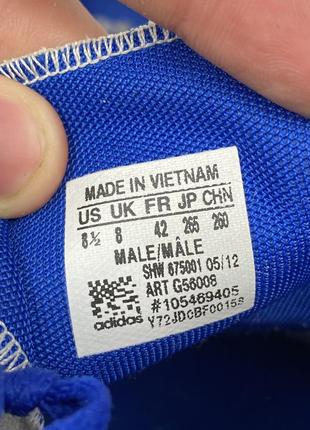 MADE IN VIETNAM
US UK FR JP CHN
8½ 8 42 265 260
MALE/MÂLE
SHW 675001 05/12
ART G56008
#105469405
adidas Y72JD0BF00158